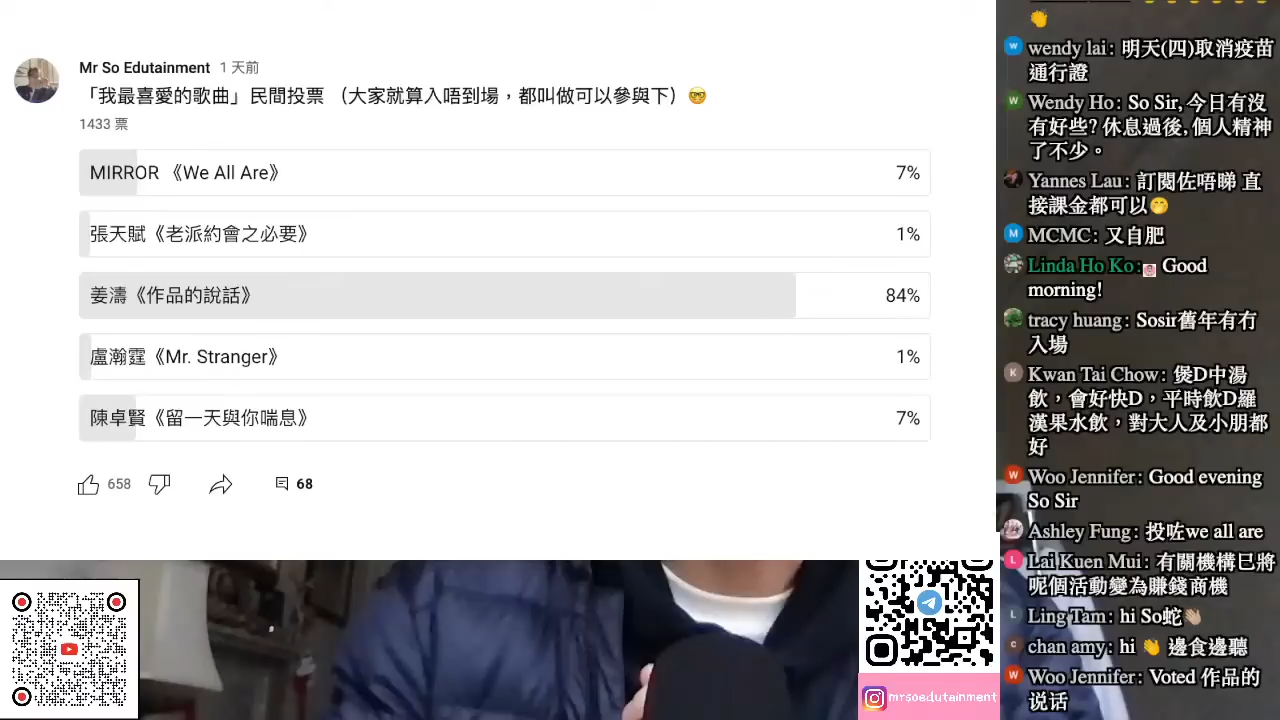 Mr So Edutainment 1 天前
「我最喜愛的歌曲」民間投票 （大家就算入唔到場，都叫做可以參與下）🤓
1433 票
MIRROR 《We All Are》 7%
張天賦《老派約會之必要》 1%
姜濤《作品的說話》 84%
盧瀚霆《Mr. Stranger》 1%
陳卓賢《留一天與你喘息》 7%
658 68
mrsoedutainment
wendy lai: 明天(四)取消疫苗
通行證
Wendy Ho: So Sir, 今日有沒
有好些? 休息過後, 個人精神
了不少。
Yannes Lau: 訂閱佐唔睇 直
接課金都可以🤭
MCMC: 又自肥
Linda Ho Ko: Good
morning!
tracy huang: Sosir舊年有冇
入場
Kwan Tai Chow: 煲D中湯
飲，會好快D，平時飲D羅
漢果水飲，對大人及小朋都
好
Woo Jennifer: Good evening
So Sir
Ashley Fung: 投咗we all are
Lai Kuen Mui: 有關機構已將
呢個活動變為賺錢商機
Ling Tam: hi So蛇👋🏼
chan amy: hi 👏 邊食邊聽
Woo Jennifer: Voted 作品的
说话